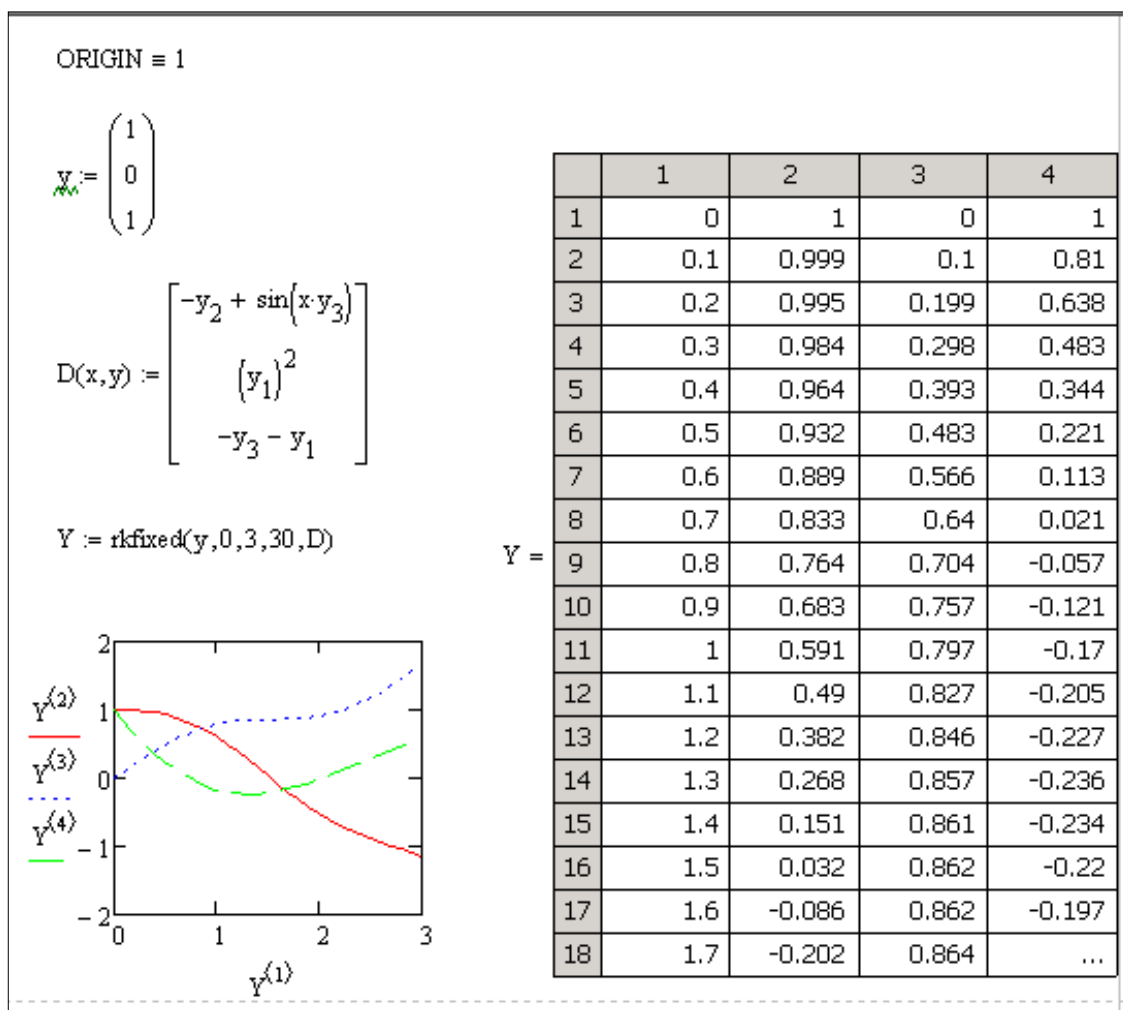 ORIGIN ≡ 1
y := (1 0 1)
D(x,y) := [-y₂ + sin(x·y₃)
(y₁)²
-y₃ - y₁]
Y := rkfixed(y,0,3,30,D)
Y⟨2⟩
Y⟨3⟩
Y⟨4⟩
2
1
0
-1
-2
0 1 2 3
Y⟨1⟩
Y =
1 2 3 4
1 0 1 0 1
2 0.1 0.999 0.1 0.81
3 0.2 0.995 0.199 0.638
4 0.3 0.984 0.298 0.483
5 0.4 0.964 0.393 0.344
6 0.5 0.932 0.483 0.221
7 0.6 0.889 0.566 0.113
8 0.7 0.833 0.64 0.021
9 0.8 0.764 0.704 -0.057
10 0.9 0.683 0.757 -0.121
11 1 0.591 0.797 -0.17
12 1.1 0.49 0.827 -0.205
13 1.2 0.382 0.846 -0.227
14 1.3 0.268 0.857 -0.236
15 1.4 0.151 0.861 -0.234
16 1.5 0.032 0.862 -0.22
17 1.6 -0.086 0.862 -0.197
18 1.7 -0.202 0.864 ...